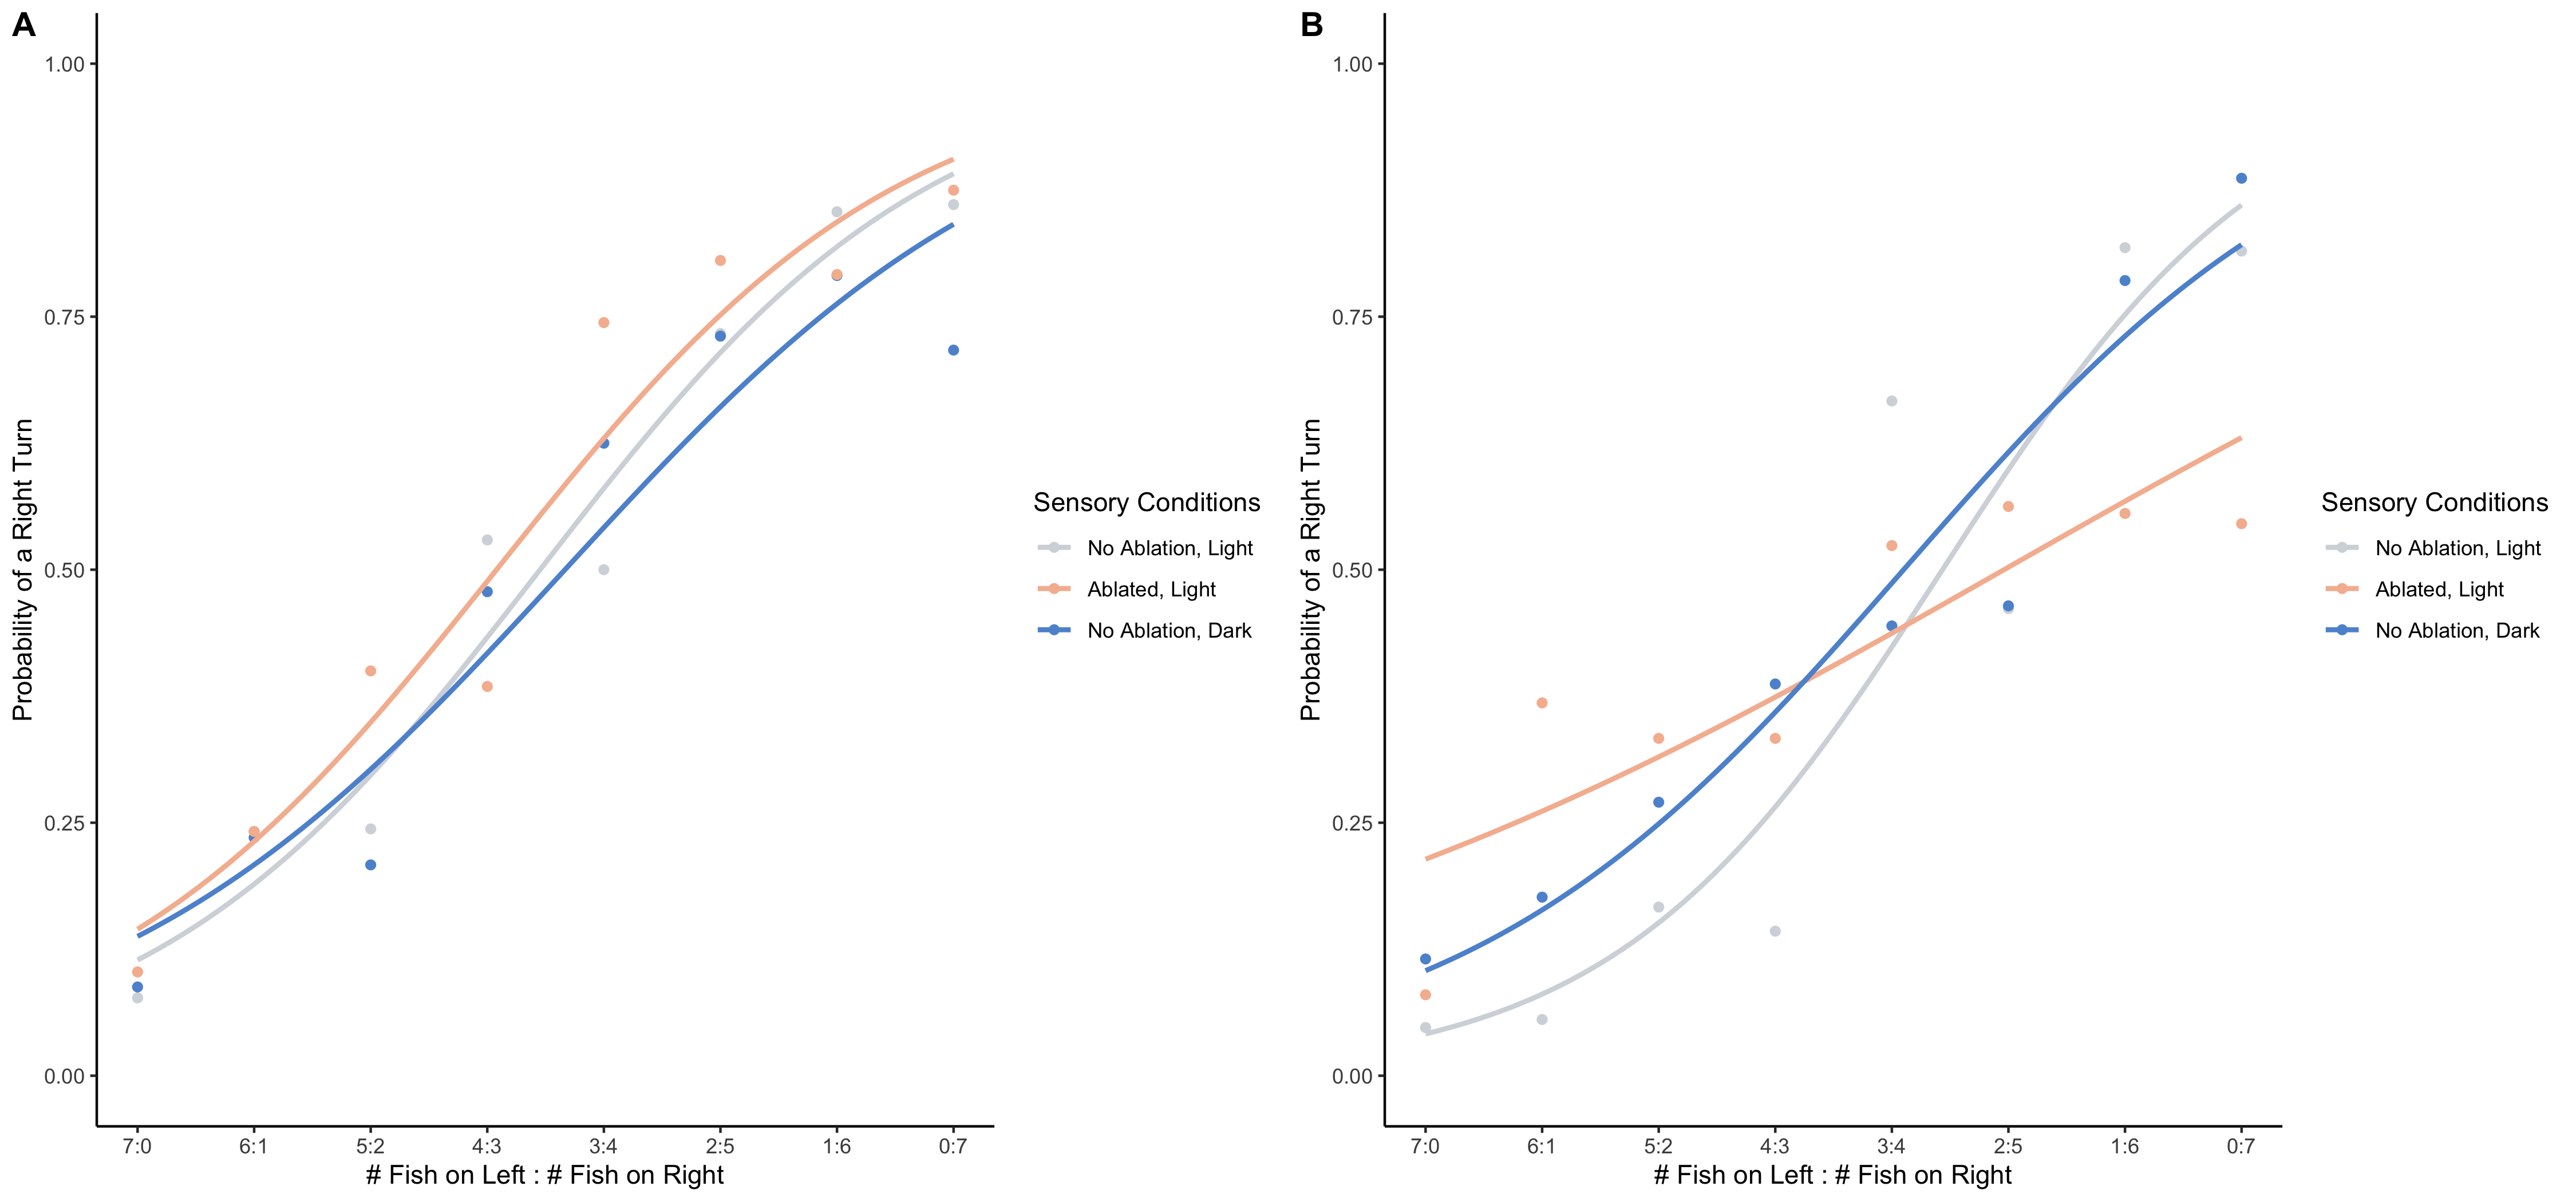 A
1.00
0.75
0.50
0.25
0.00
Probability of a Right Turn
7:0 6:1 5:2 4:3 3:4 2:5 1:6 0:7
# Fish on Left : # Fish on Right
Sensory Conditions
No Ablation, Light
Ablated, Light
No Ablation, Dark
B
1.00
0.75
0.50
0.25
0.00
Probability of a Right Turn
7:0 6:1 5:2 4:3 3:4 2:5 1:6 0:7
# Fish on Left : # Fish on Right
Sensory Conditions
No Ablation, Light
Ablated, Light
No Ablation, Dark